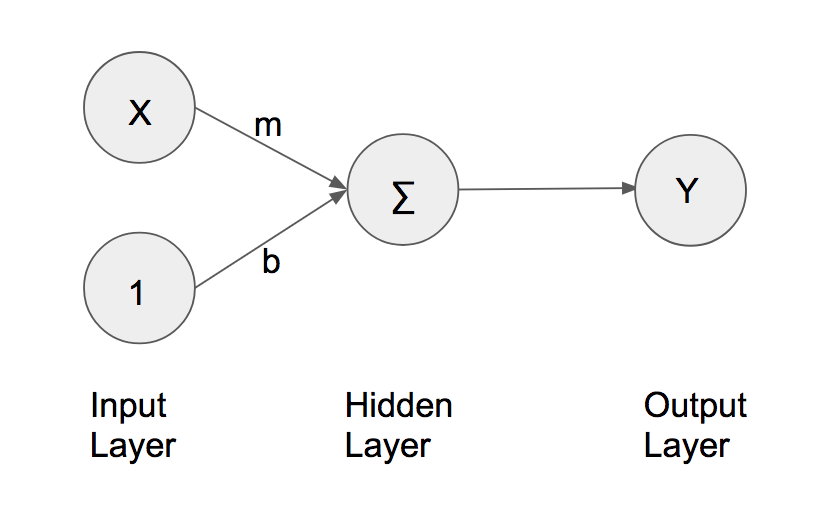 X
m
Σ
Y
b
1
Input
Layer
Hidden
Layer
Output
Layer